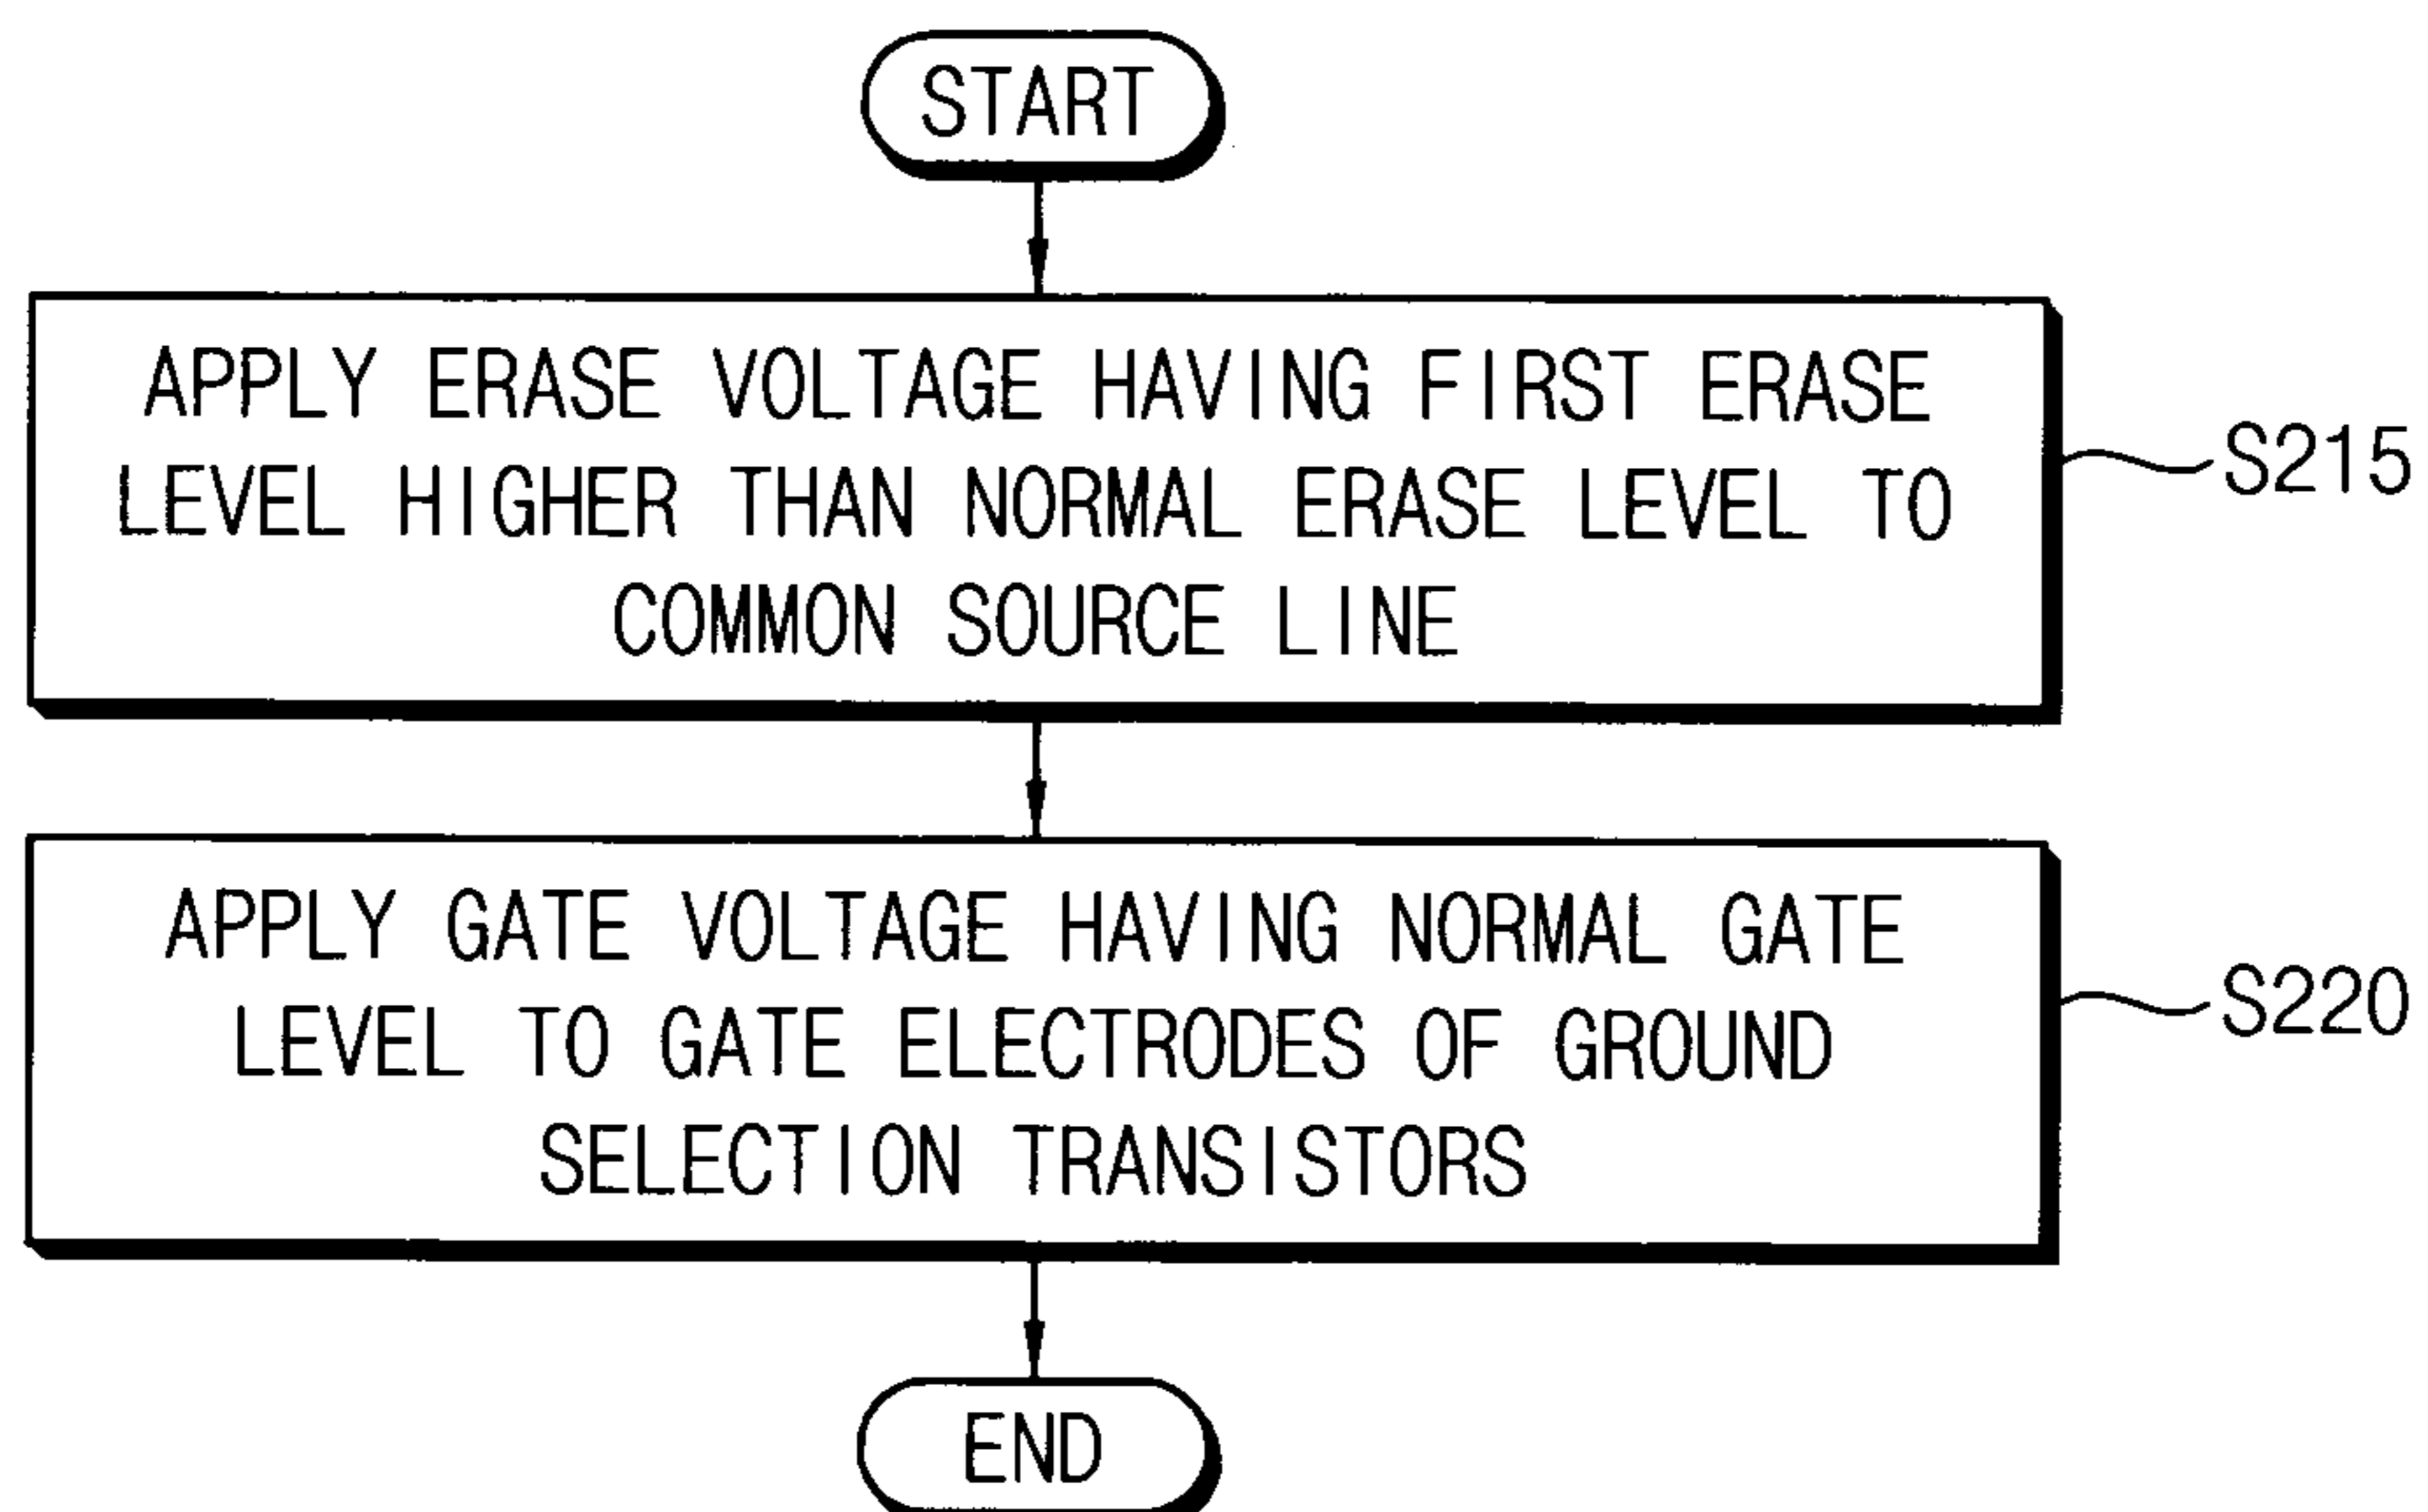 START
APPLY ERASE VOLTAGE HAVING FIRST ERASE
LEVEL HIGHER THAN NORMAL ERASE LEVEL TO
COMMON SOURCE LINE
S215
APPLY GATE VOLTAGE HAVING NORMAL GATE
LEVEL TO GATE ELECTRODES OF GROUND
SELECTION TRANSISTORS
S220
END